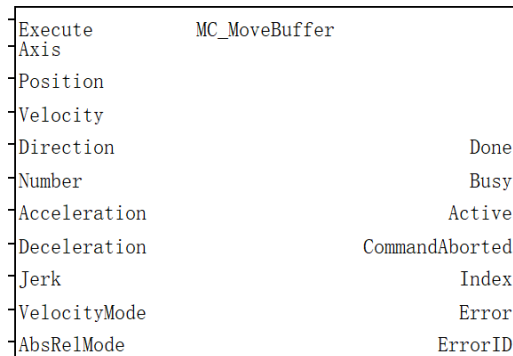 Execute MC_MoveBuffer
Axis
Position
Velocity
Direction Done
Number Busy
Acceleration Active
Deceleration CommandAborted
Jerk Index
VelocityMode Error
AbsRelMode ErrorID